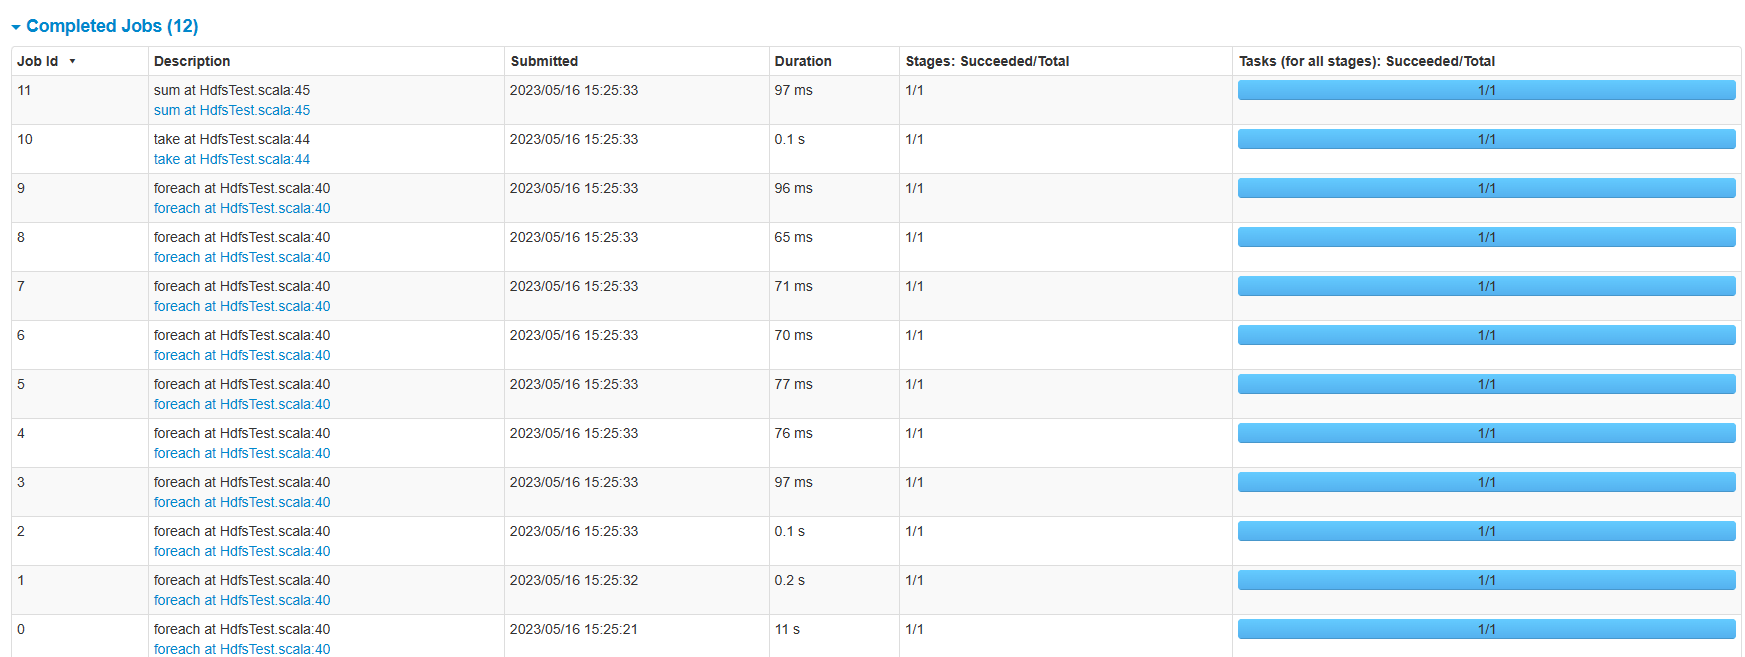 Completed Jobs (12)
Job Id ▼ Description Submitted Duration Stages: Succeeded/Total Tasks (for all stages): Succeeded/Total
11 sum at HdfsTest.scala:45 2023/05/16 15:25:33 97 ms 1/1 1/1
sum at HdfsTest.scala:45
10 take at HdfsTest.scala:44 2023/05/16 15:25:33 0.1 s 1/1 1/1
take at HdfsTest.scala:44
9 foreach at HdfsTest.scala:40 2023/05/16 15:25:33 96 ms 1/1 1/1
foreach at HdfsTest.scala:40
8 foreach at HdfsTest.scala:40 2023/05/16 15:25:33 65 ms 1/1 1/1
foreach at HdfsTest.scala:40
7 foreach at HdfsTest.scala:40 2023/05/16 15:25:33 71 ms 1/1 1/1
foreach at HdfsTest.scala:40
6 foreach at HdfsTest.scala:40 2023/05/16 15:25:33 70 ms 1/1 1/1
foreach at HdfsTest.scala:40
5 foreach at HdfsTest.scala:40 2023/05/16 15:25:33 77 ms 1/1 1/1
foreach at HdfsTest.scala:40
4 foreach at HdfsTest.scala:40 2023/05/16 15:25:33 76 ms 1/1 1/1
foreach at HdfsTest.scala:40
3 foreach at HdfsTest.scala:40 2023/05/16 15:25:33 97 ms 1/1 1/1
foreach at HdfsTest.scala:40
2 foreach at HdfsTest.scala:40 2023/05/16 15:25:33 0.1 s 1/1 1/1
foreach at HdfsTest.scala:40
1 foreach at HdfsTest.scala:40 2023/05/16 15:25:32 0.2 s 1/1 1/1
foreach at HdfsTest.scala:40
0 foreach at HdfsTest.scala:40 2023/05/16 15:25:21 11 s 1/1 1/1
foreach at HdfsTest.scala:40